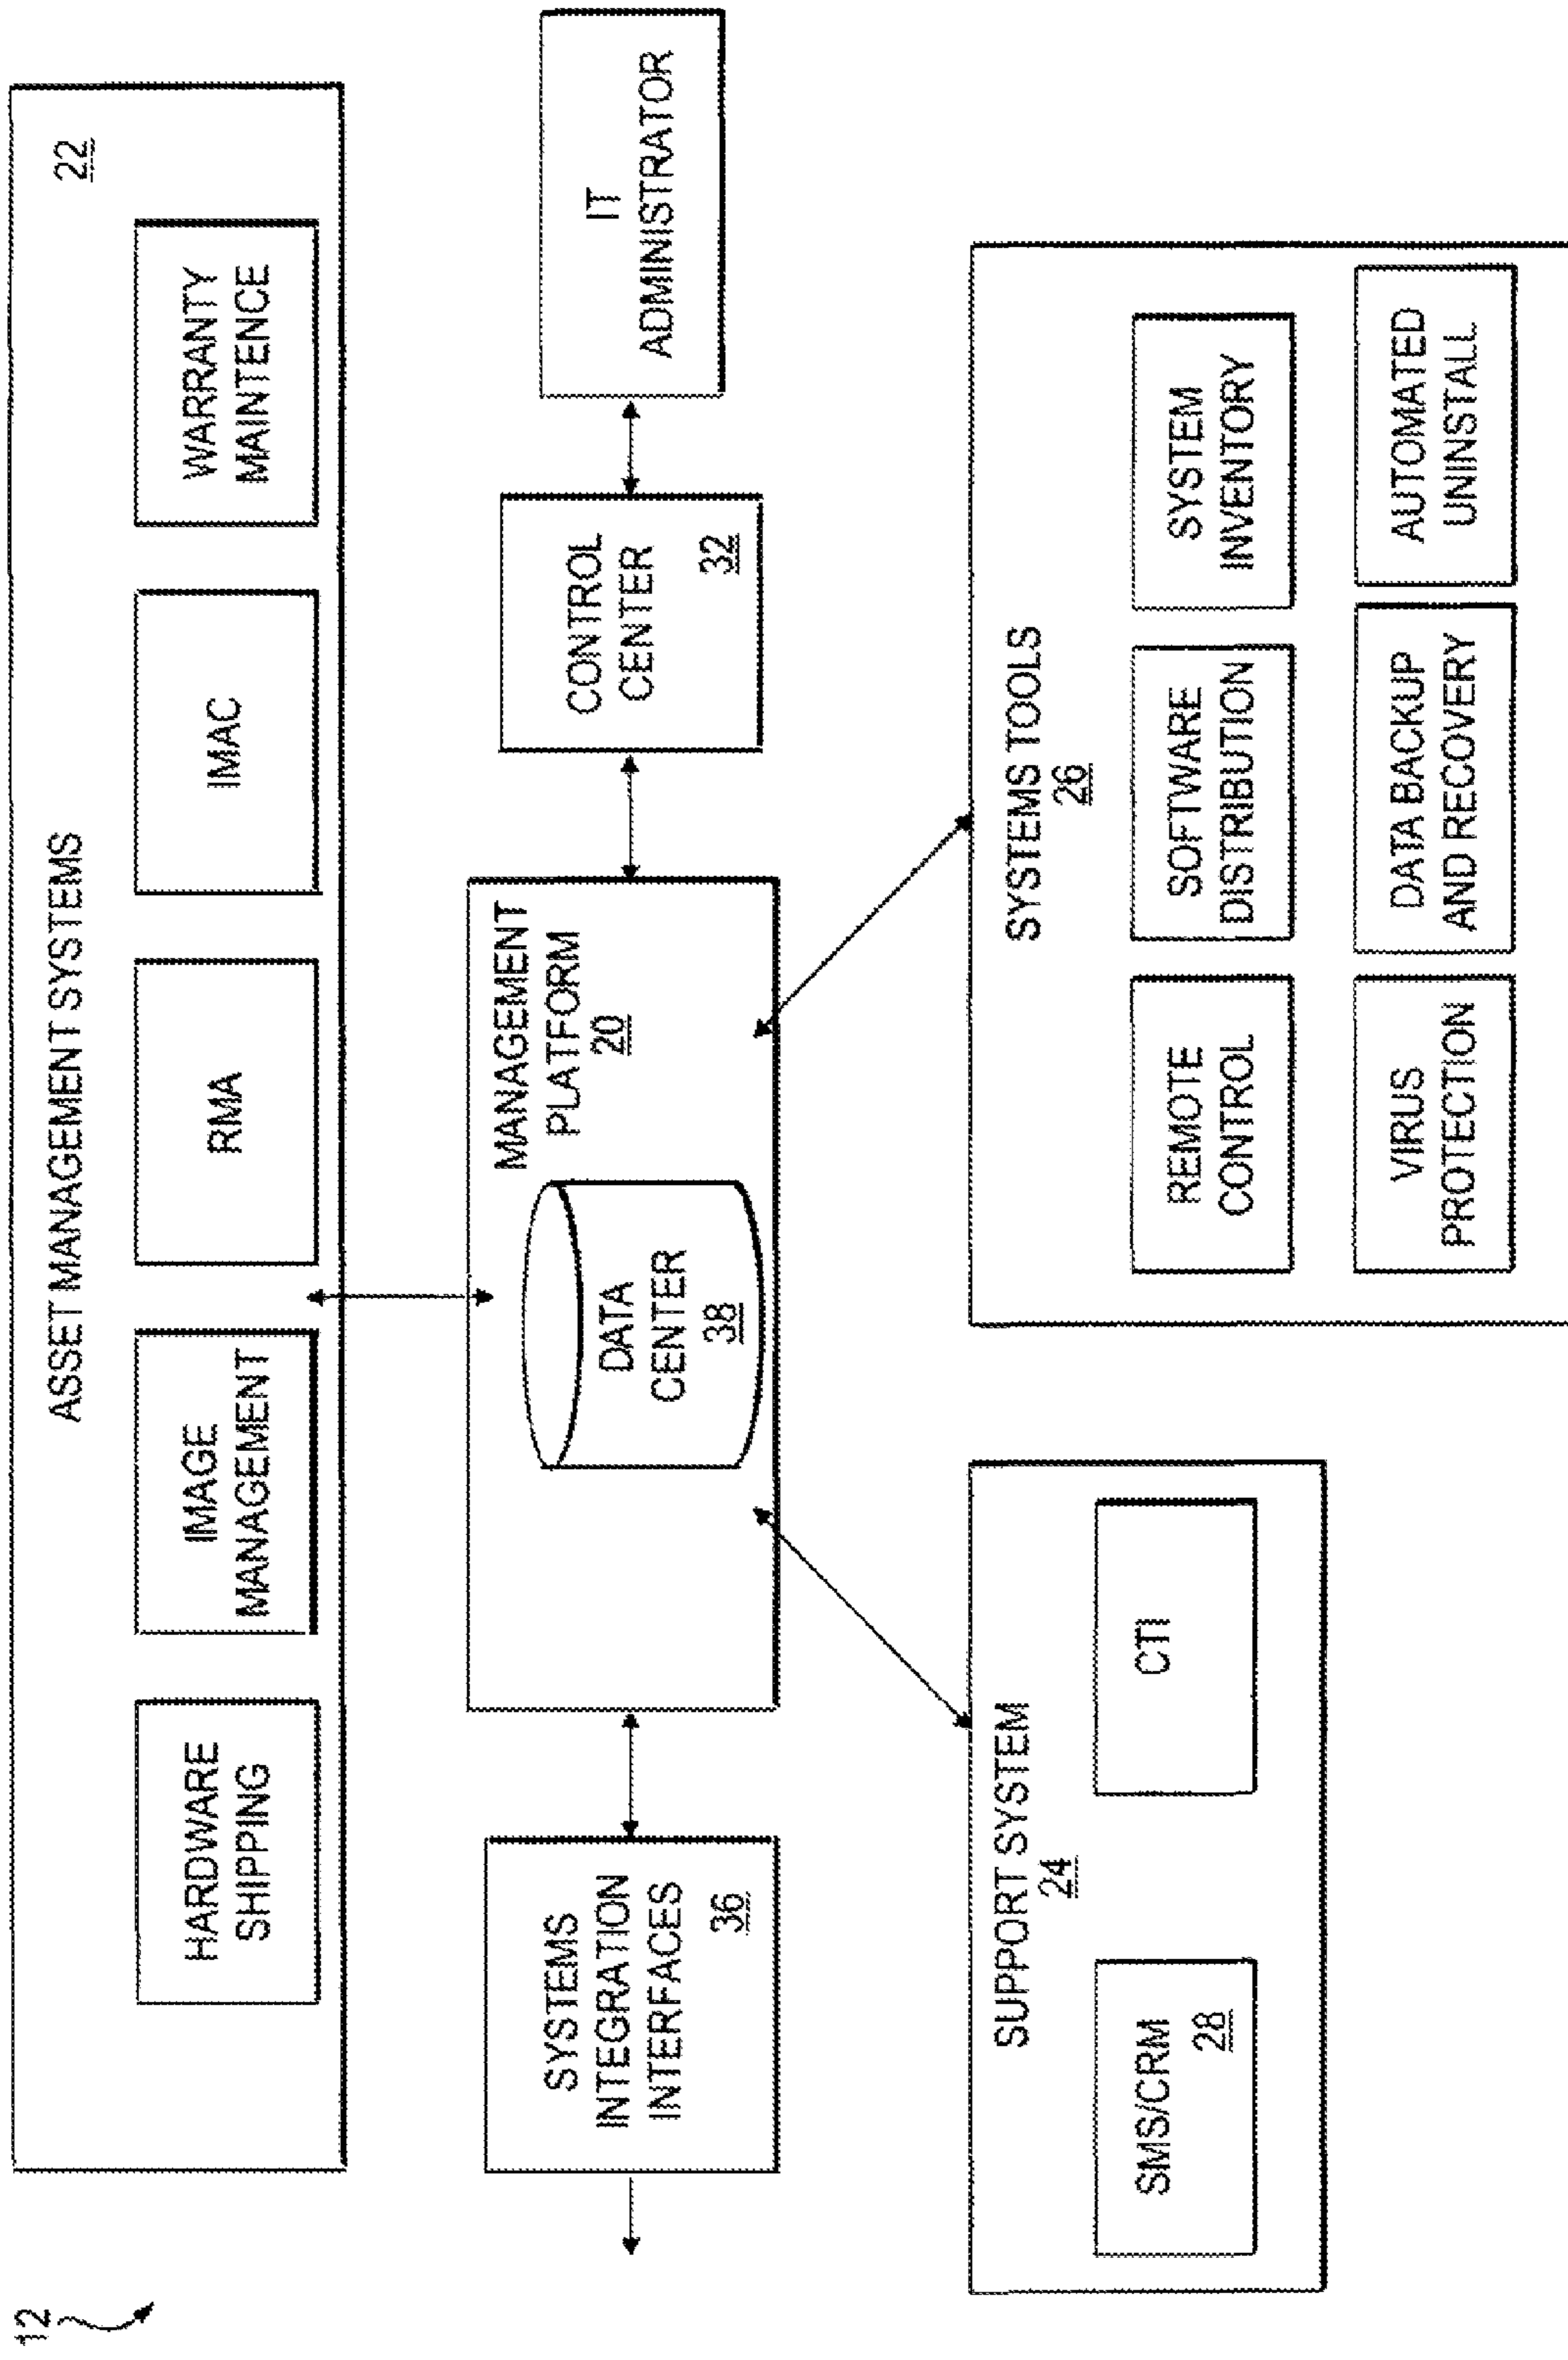 12
ASSET MANAGEMENT SYSTEMS
22
HARDWARE
SHIPPING
IMAGE
MANAGEMENT
RMA
IMAC
WARRANTY
MAINTENCE
SYSTEMS
INTEGRATION
INTERFACES
36
MANAGEMENT
PLATFORM
20
DATA
CENTER
38
CONTROL
CENTER
32
IT
ADMINISTRATOR
SUPPORT SYSTEM
24
SMS/CRM
28
CTI
SYSTEMS TOOLS
26
REMOTE
CONTROL
SOFTWARE
DISTRIBUTION
SYSTEM
INVENTORY
VIRUS
PROTECTION
DATA BACKUP
AND RECOVERY
AUTOMATED
UNINSTALL